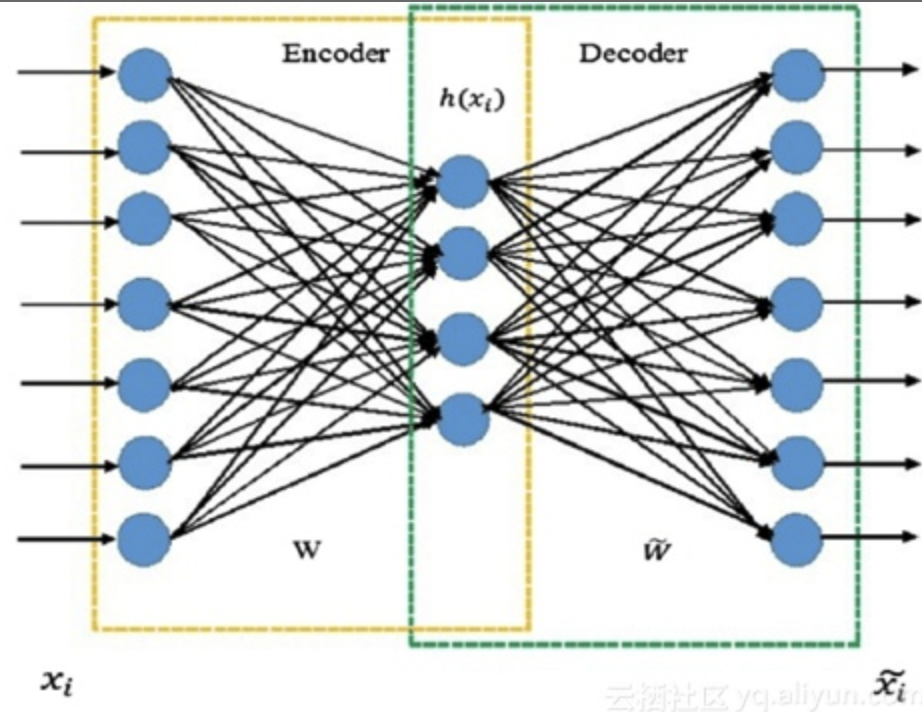 Encoder
Decoder
h(xᵢ)
W
W̃
xᵢ
x̃ᵢ
云栖社区 yq.aliyun.com